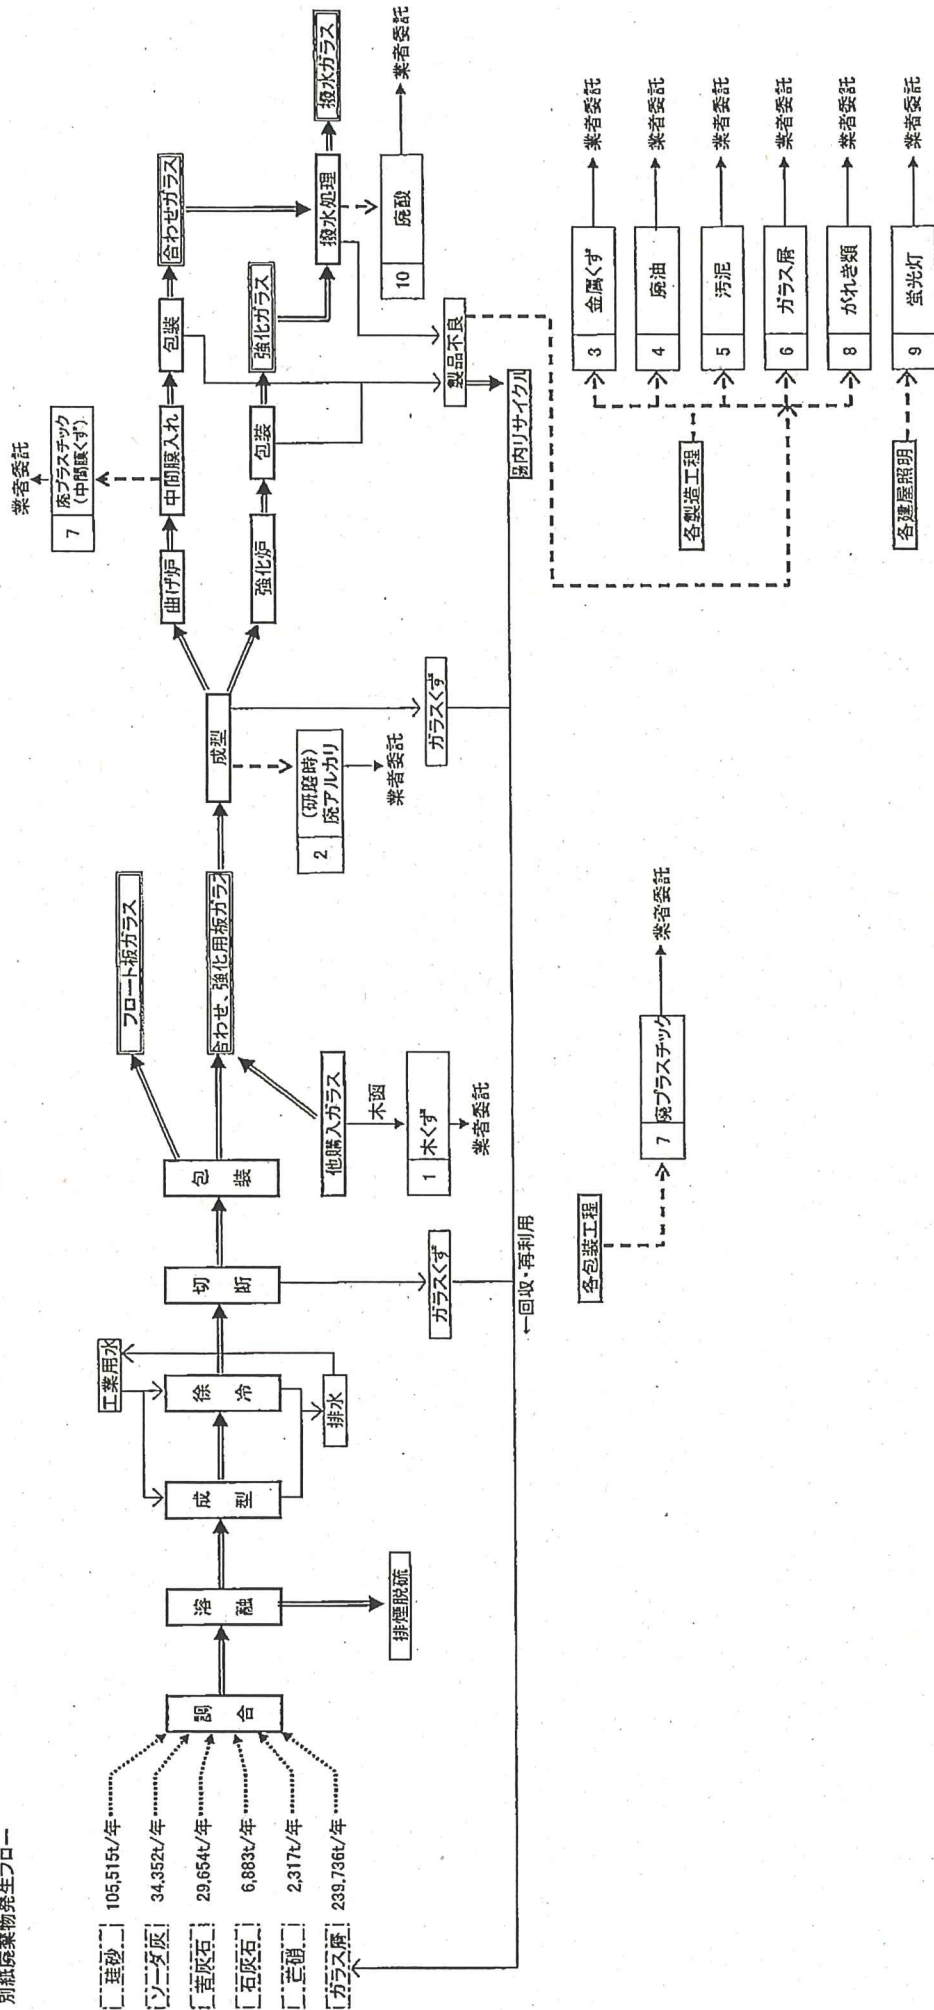 別紙廃棄物発生フロー
珪砂 105,515t/年
ソーダ灰 34,352t/年
苦灰石 29,654t/年
石灰石 6,883t/年
芒硝 2,317t/年
ガラス屑 239,736t/年
調合
溶融
排煙脱硫
成型
徐冷
工業用水
排水
切断
ガラスくず
包装
フロート板ガラス
合わせ、強化用板ガラス
他購入ガラス
木函
1 木くず
業者委託
成型
2 (研磨時)
廃アルカリ
業者委託
ガラスくず
曲げ炉
中間膜入れ
7 廃プラスチック
(中間膜くず)
業者委託
包装
合わせガラス
強化炉
包装
強化ガラス
撥水処理
撥水ガラス
10 廃酸
業者委託
製品不良
場内リサイクル
←回収・再利用
各包装工程
7 廃プラスチック
業者委託
各製造工程
3 金属くず 業者委託
4 廃油 業者委託
5 汚泥 業者委託
6 ガラス屑 業者委託
8 がれき類 業者委託
各建屋照明
9 蛍光灯 業者委託